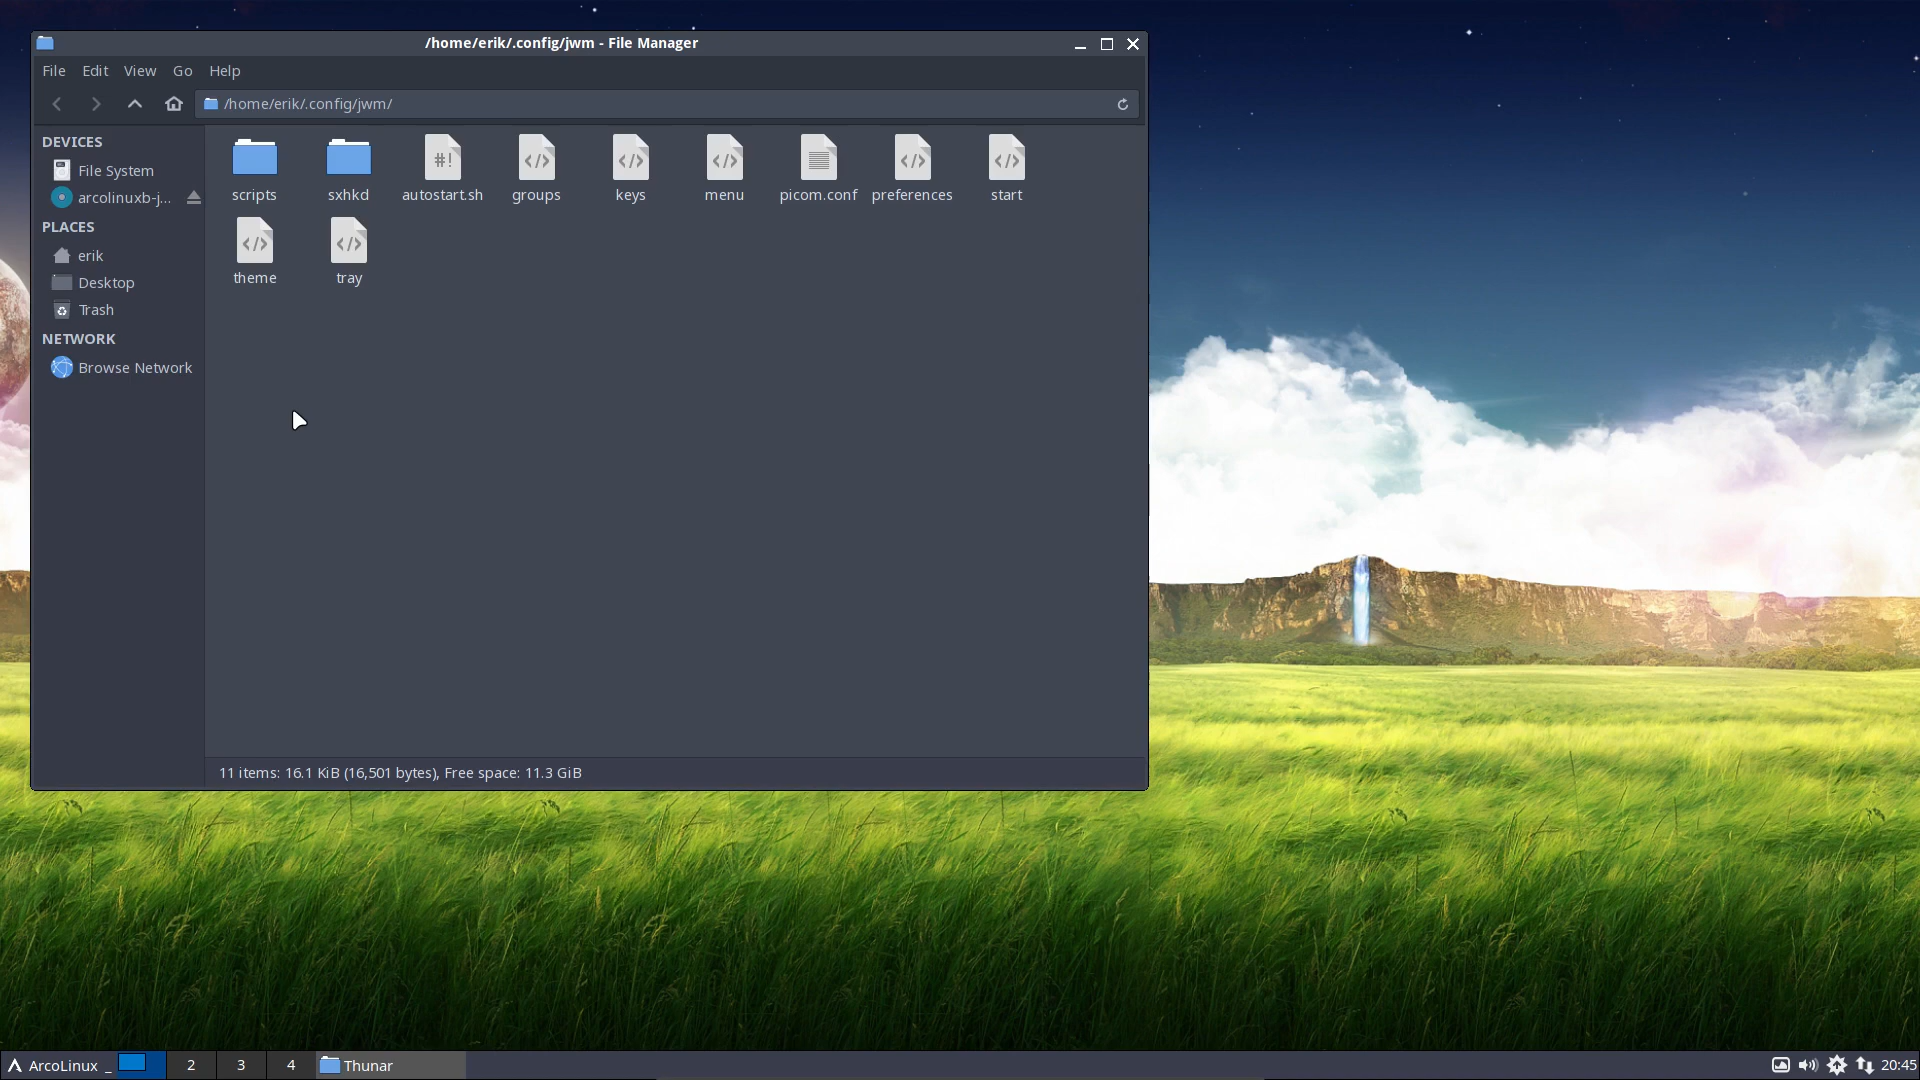 /home/erik/.config/jwm - File Manager
File Edit View Go Help
/home/erik/.config/jwm/
DEVICES
File System
arcolinuxb-j...
PLACES
erik
Desktop
Trash
NETWORK
Browse Network
scripts sxhkd autostart.sh groups keys menu picom.conf preferences start
theme tray
11 items: 16.1 KiB (16,501 bytes), Free space: 11.3 GiB
ArcoLinux _ 2 3 4 Thunar 20:45